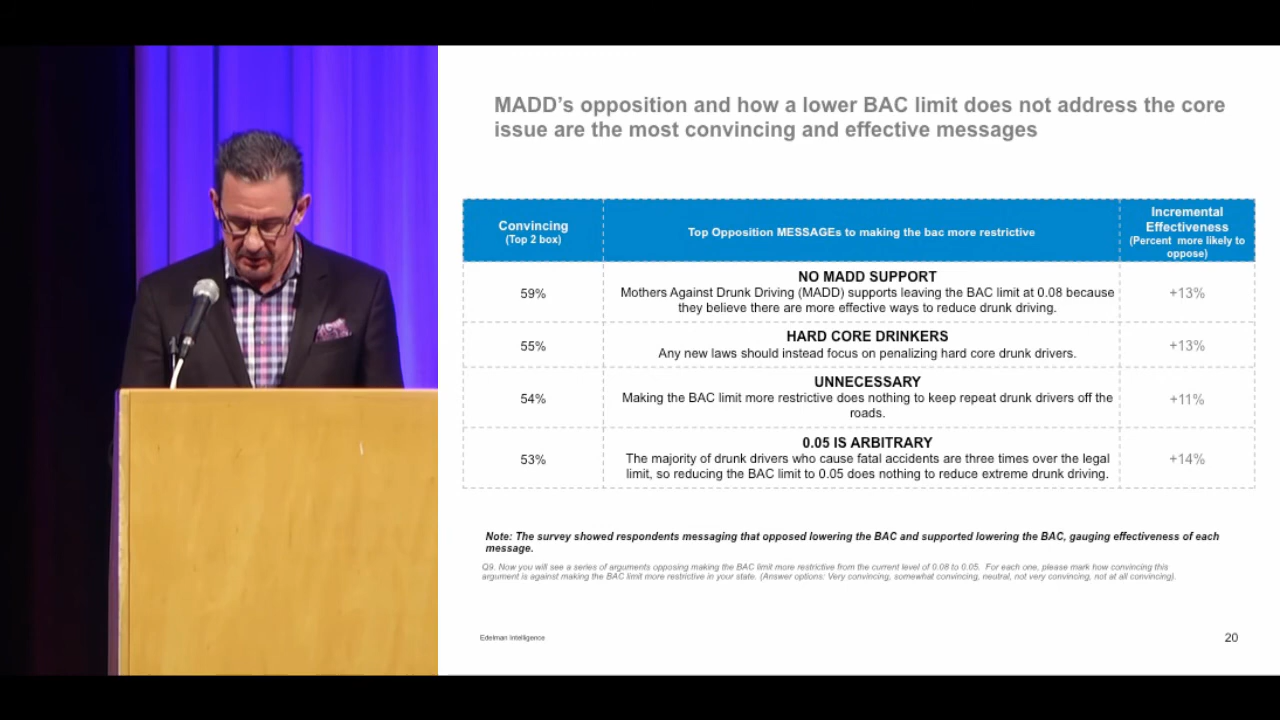 MADD’s opposition and how a lower BAC limit does not address the core
issue are the most convincing and effective messages
Convincing
(Top 2 box)
Top Opposition MESSAGEs to making the bac more restrictive
Incremental
Effectiveness
(Percent more likely to
oppose)
59%
NO MADD SUPPORT
Mothers Against Drunk Driving (MADD) supports leaving the BAC limit at 0.08 because
they believe there are more effective ways to reduce drunk driving.
+13%
55%
HARD CORE DRINKERS
Any new laws should instead focus on penalizing hard core drunk drivers.
+13%
54%
UNNECESSARY
Making the BAC limit more restrictive does nothing to keep repeat drunk drivers off the
roads.
+11%
53%
0.05 IS ARBITRARY
The majority of drunk drivers who cause fatal accidents are three times over the legal
limit, so reducing the BAC limit to 0.05 does nothing to reduce extreme drunk driving.
+14%
Note: The survey showed respondents messaging that opposed lowering the BAC and supported lowering the BAC, gauging effectiveness of each
message.
Q9. Now you will see a series of arguments opposing making the BAC limit more restrictive from the current level of 0.08 to 0.05. For each one, please mark how convincing this
argument is against making the BAC limit more restrictive in your state. (Answer options: Very convincing, somewhat convincing, neutral, not very convincing, not at all convincing).
Edelman Intelligence
20